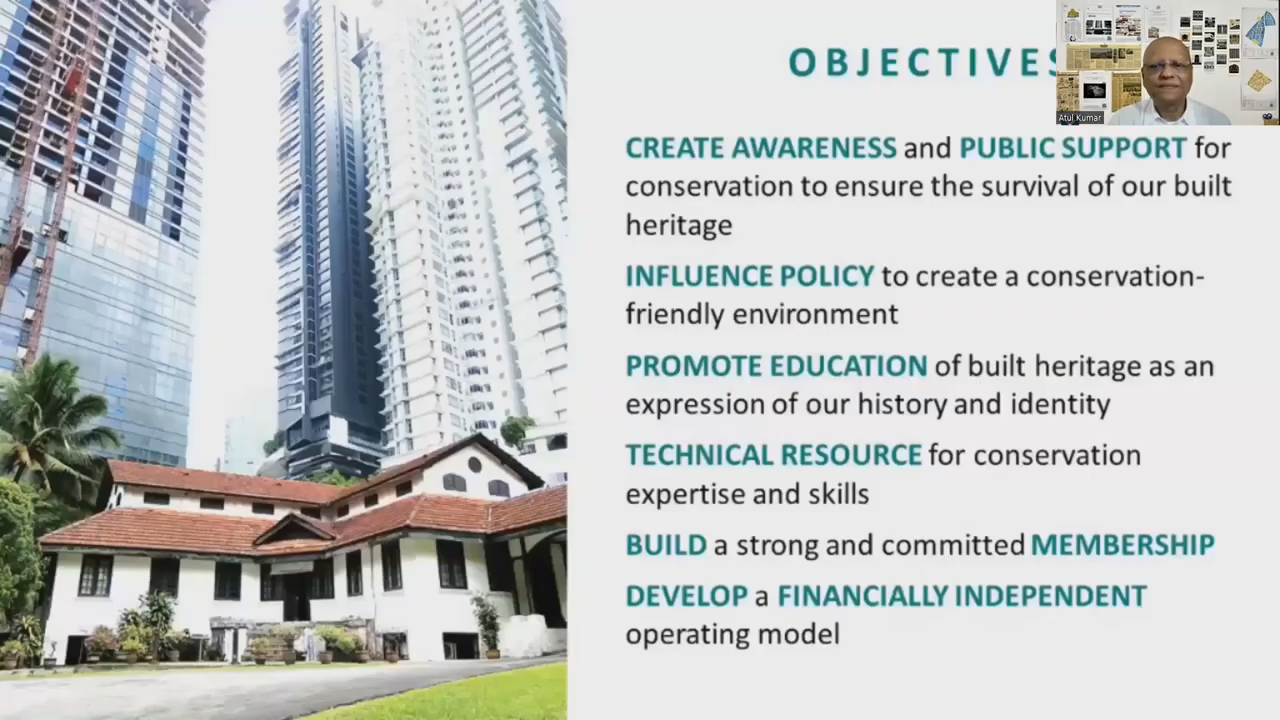 OBJECTIVES
Atul Kumar
CREATE AWARENESS and PUBLIC SUPPORT for
conservation to ensure the survival of our built
heritage
INFLUENCE POLICY to create a conservation-
friendly environment
PROMOTE EDUCATION of built heritage as an
expression of our history and identity
TECHNICAL RESOURCE for conservation
expertise and skills
BUILD a strong and committed MEMBERSHIP
DEVELOP a FINANCIALLY INDEPENDENT
operating model